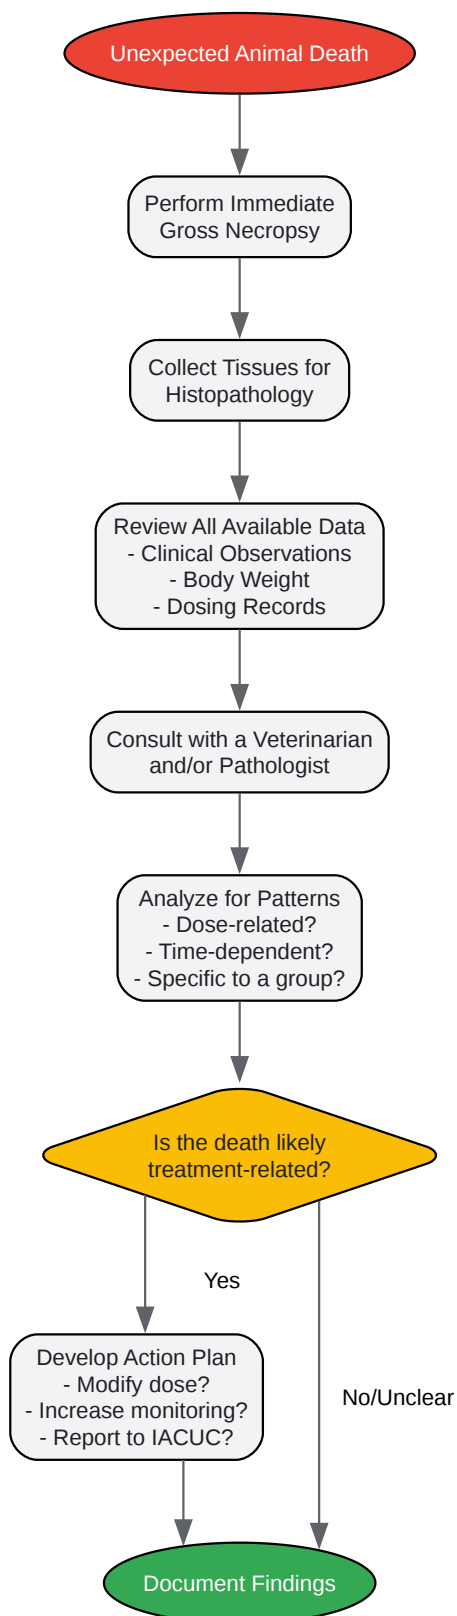 Unexpected Animal Death
Perform Immediate
Gross Necropsy
Collect Tissues for
Histopathology
Review All Available Data
- Clinical Observations
- Body Weight
- Dosing Records
Consult with a Veterinarian
and/or Pathologist
Analyze for Patterns
- Dose-related?
- Time-dependent?
- Specific to a group?
Is the death likely
treatment-related?
Yes
Develop Action Plan
- Modify dose?
- Increase monitoring?
- Report to IACUC?
No/Unclear
Document Findings